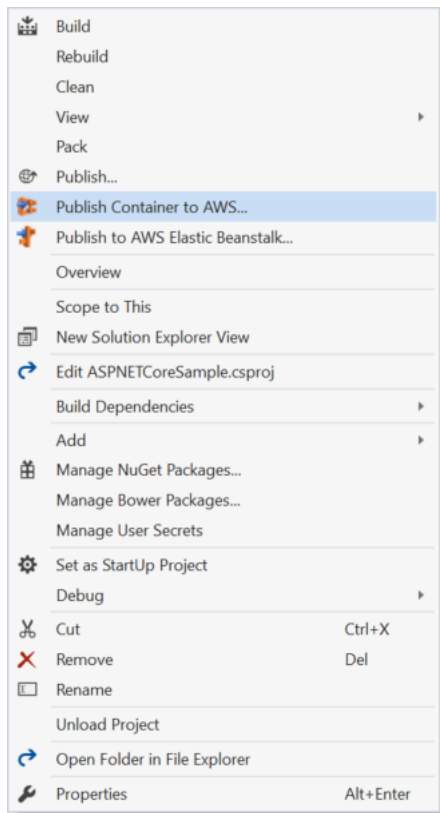 Build
Rebuild
Clean
View
Pack
Publish...
Publish Container to AWS...
Publish to AWS Elastic Beanstalk...
Overview
Scope to This
New Solution Explorer View
Edit ASPNETCoreSample.csproj
Build Dependencies
Add
Manage NuGet Packages...
Manage Bower Packages...
Manage User Secrets
Set as StartUp Project
Debug
Cut Ctrl+X
Remove Del
Rename
Unload Project
Open Folder in File Explorer
Properties Alt+Enter